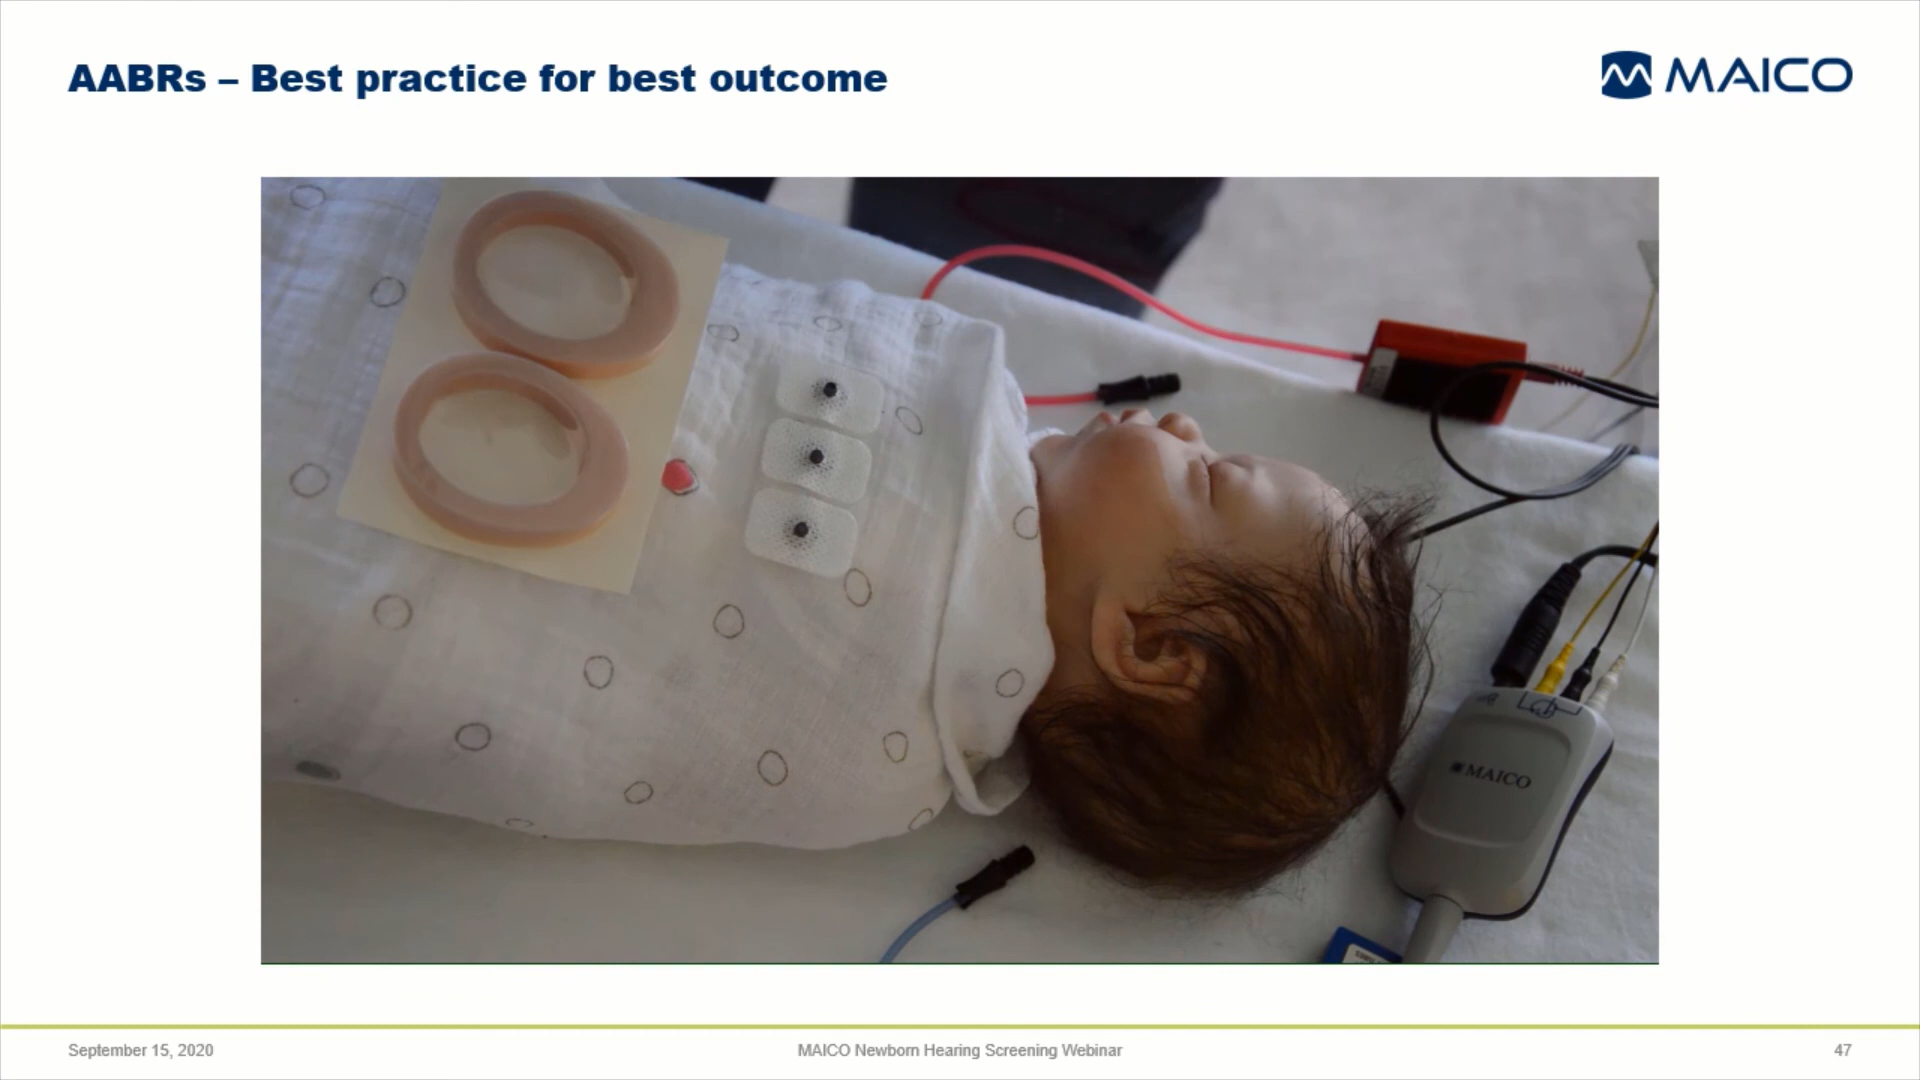 AABRs – Best practice for best outcome
MAICO
MAICO
September 15, 2020
MAICO Newborn Hearing Screening Webinar
47